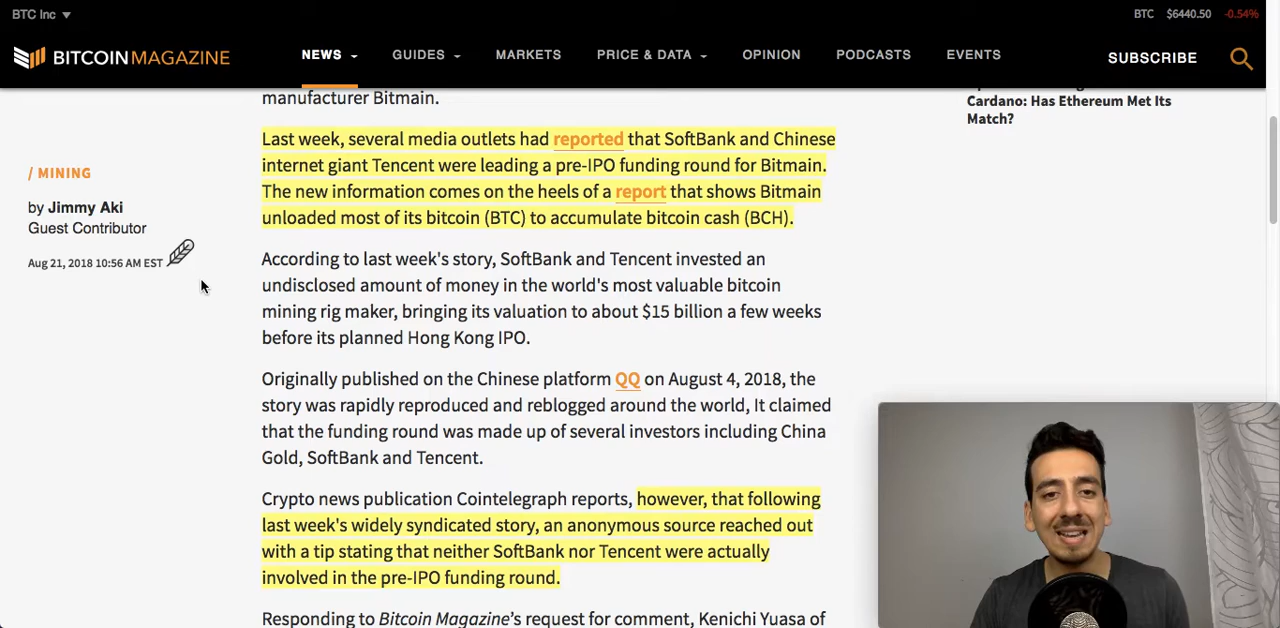 BTC Inc
BTC $6440.50 -0.54%
BITCOINMAGAZINE
NEWS GUIDES MARKETS PRICE & DATA OPINION PODCASTS EVENTS SUBSCRIBE
Cardano: Has Ethereum Met Its
Match?
/ MINING
by Jimmy Aki
Guest Contributor
Aug 21, 2018 10:56 AM EST
manufacturer Bitmain.
Last week, several media outlets had reported that SoftBank and Chinese
internet giant Tencent were leading a pre-IPO funding round for Bitmain.
The new information comes on the heels of a report that shows Bitmain
unloaded most of its bitcoin (BTC) to accumulate bitcoin cash (BCH).
According to last week's story, SoftBank and Tencent invested an
undisclosed amount of money in the world's most valuable bitcoin
mining rig maker, bringing its valuation to about $15 billion a few weeks
before its planned Hong Kong IPO.
Originally published on the Chinese platform QQ on August 4, 2018, the
story was rapidly reproduced and reblogged around the world, It claimed
that the funding round was made up of several investors including China
Gold, SoftBank and Tencent.
Crypto news publication Cointelegraph reports, however, that following
last week's widely syndicated story, an anonymous source reached out
with a tip stating that neither SoftBank nor Tencent were actually
involved in the pre-IPO funding round.
Responding to Bitcoin Magazine's request for comment, Kenichi Yuasa of